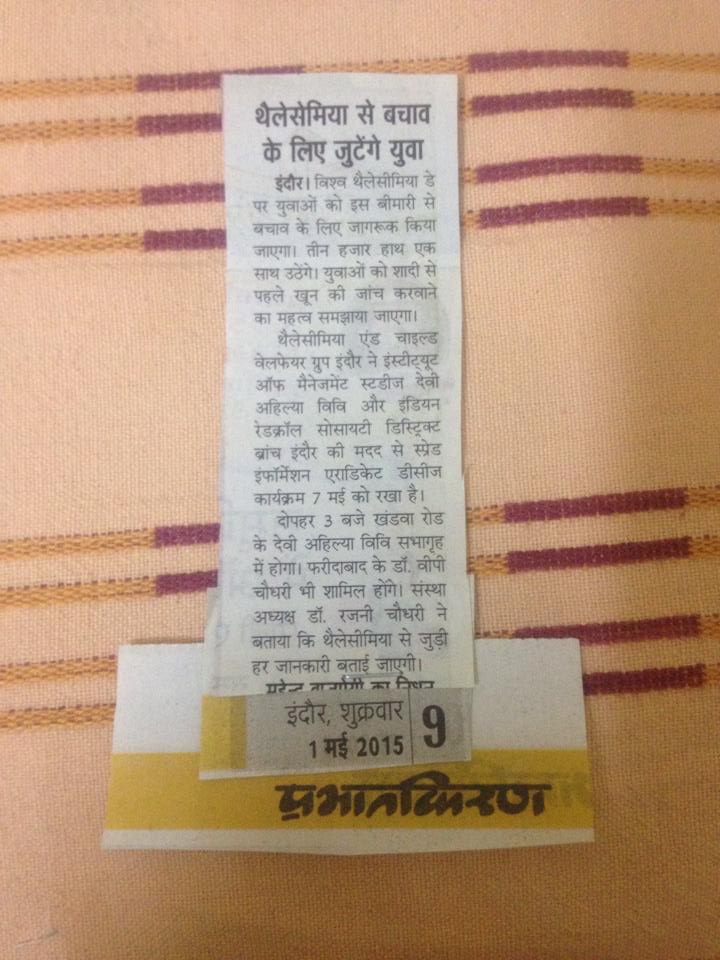 थैलेसेमिया से बचाव
के लिए जुटेंगे युवा
इंदौर। विश्व थैलेसीमिया डे
पर युवाओं को इस बीमारी से
बचाव के लिए जागरूक किया
जाएगा। तीन हजार हाथ एक
साथ उठेंगे। युवाओं को शादी से
पहले खून की जांच करवाने
का महत्व समझाया जाएगा।
थैलेसीमिया एंड चाइल्ड
वेलफेयर ग्रुप इंदौर ने इंस्टीट्यूट
ऑफ मैनेजमेंट स्टडीज देवी
अहिल्या विवि और इंडियन
रेडक्रॉल सोसायटी डिस्ट्रिक्ट
ब्रांच इंदौर की मदद से स्प्रेड
इंफॉर्मेशन एराडिकेट डीसीज
कार्यक्रम 7 मई को रखा है।
दोपहर 3 बजे खंडवा रोड
के देवी अहिल्या विवि सभागृह
में होगा। फरीदाबाद के डॉ. वीपी
चौधरी भी शामिल होंगे। संस्था
अध्यक्ष डॉ. रजनी चौधरी ने
बताया कि थैलेसीमिया से जुड़ी
हर जानकारी बताई जाएगी।
का निधन
इंदौर, शुक्रवार
1 मई 2015
9
प्रभातकिरण